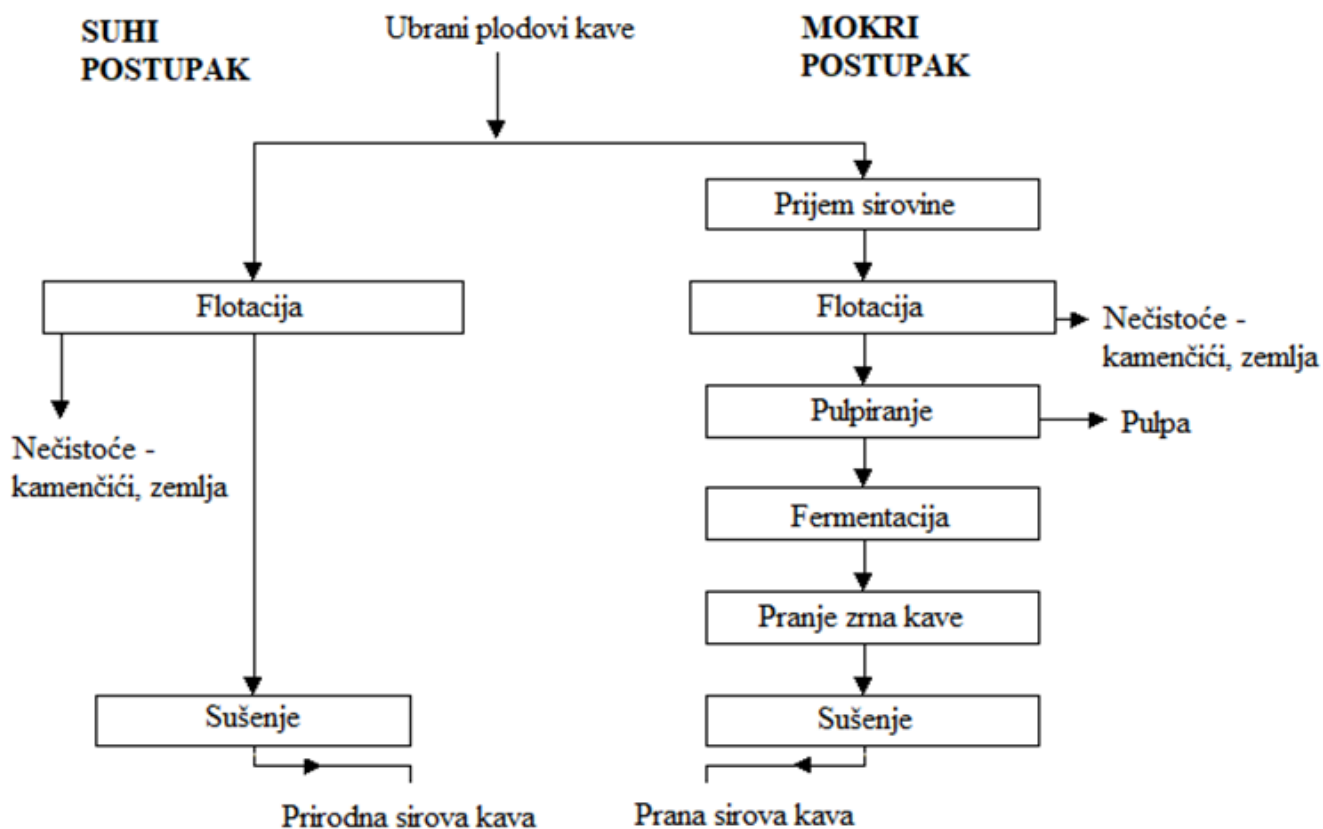 SUHI
POSTUPAK
Ubrani plodovi kave
MOKRI
POSTUPAK
Prijem sirovine
Flotacija
Flotacija
Nečistoće -
kamenčići, zemlja
Pulpiranje
Pulpa
Nečistoće -
kamenčići, zemlja
Fermentacija
Pranje zrna kave
Sušenje
Sušenje
Prirodna sirova kava
Prana sirova kava